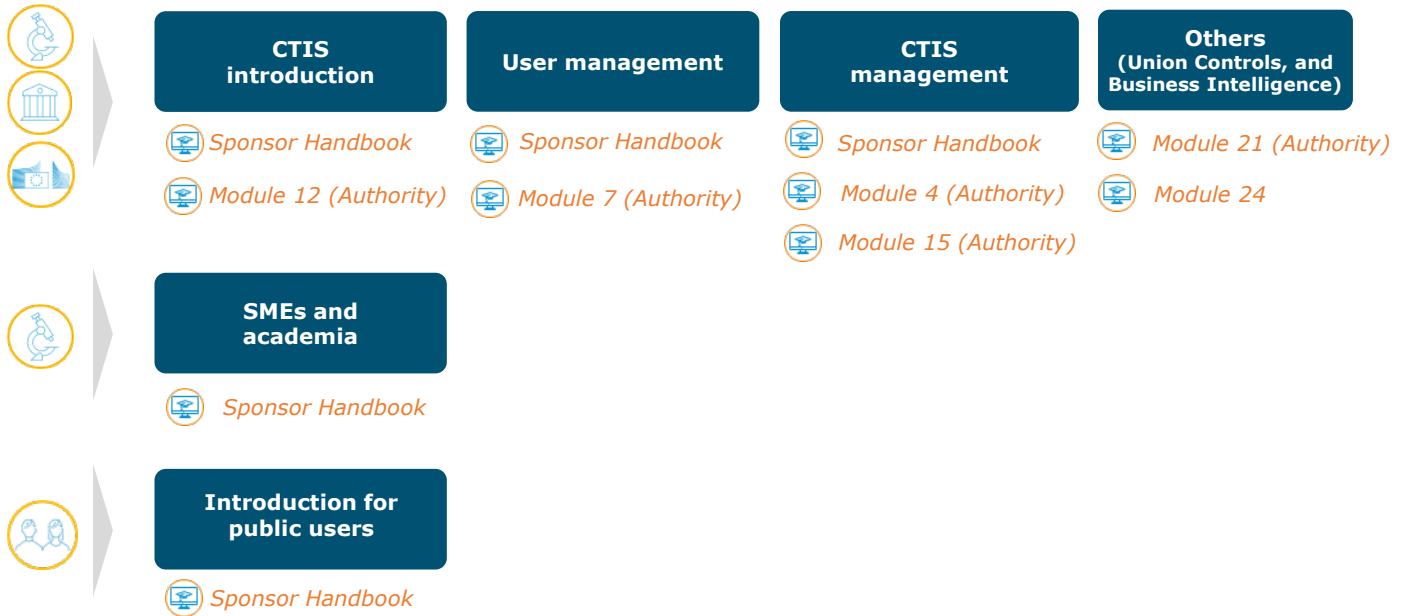 CTIS
introduction
Sponsor Handbook
Module 12 (Authority)
User management
Sponsor Handbook
Module 7 (Authority)
CTIS
management
Sponsor Handbook
Module 4 (Authority)
Module 15 (Authority)
Others
(Union Controls, and
Business Intelligence)
Module 21 (Authority)
Module 24
SMEs and
academia
Sponsor Handbook
Introduction for
public users
Sponsor Handbook